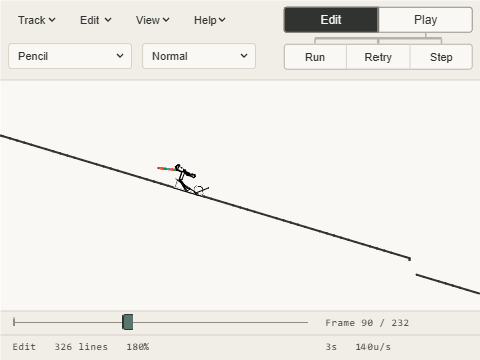 Track Edit View Help
Edit Play
Pencil Normal
Run Retry Step
Frame 90 / 232
Edit 326 lines 180% 3s 140u/s